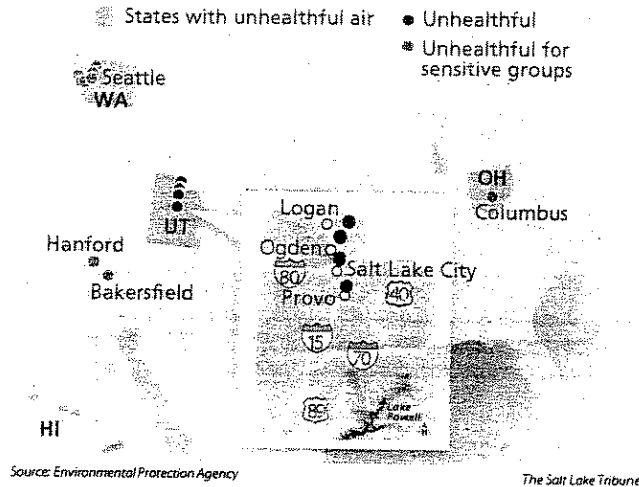 States with unhealthful air
Unhealthful
Unhealthful for
sensitive groups
Seattle
WA
OH
Columbus
UT
Logan
Ogden
80
Salt Lake City
Provo
40
Hanford
Bakersfield
15
70
89
Lake
Powell
N
HI
Source: Environmental Protection Agency
The Salt Lake Tribune